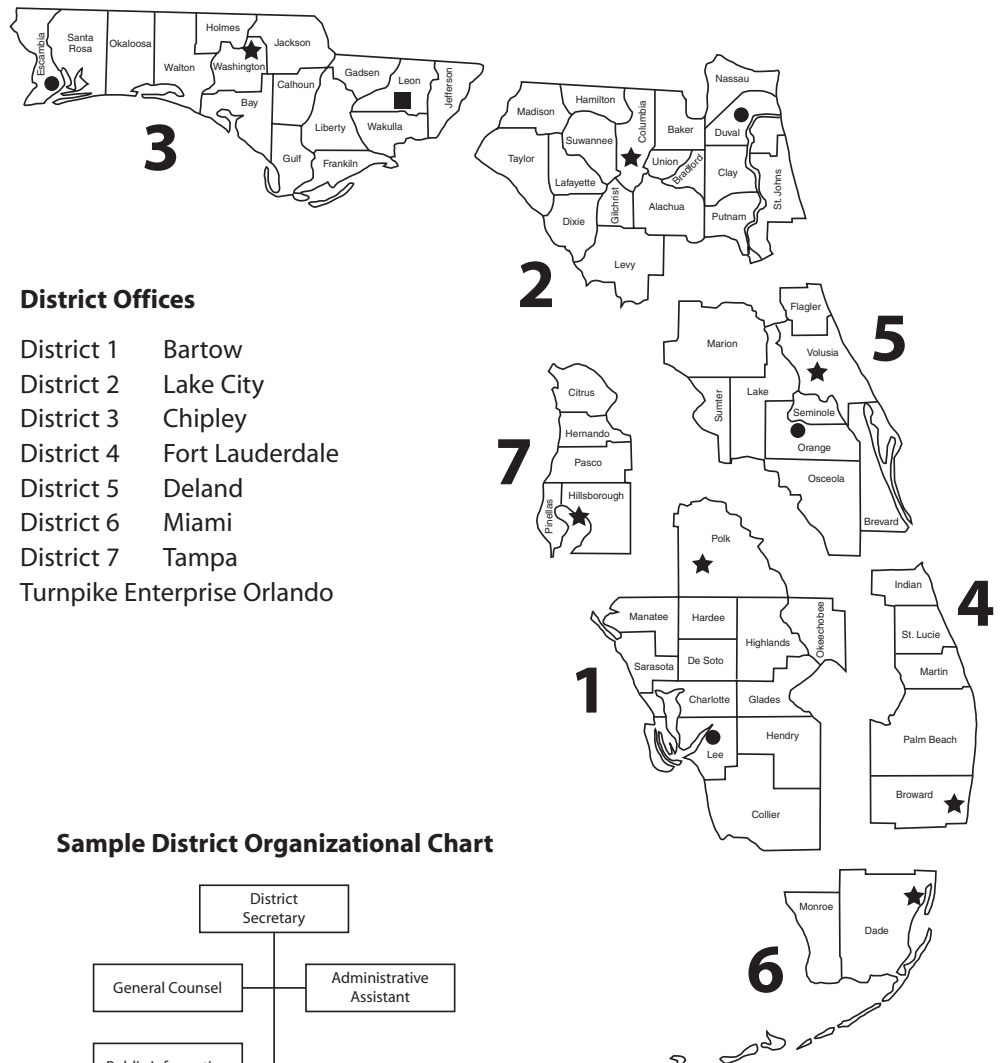 Escambia
Santa
Rosa
Okaloosa
Walton
Holmes
Washington
Jackson
Bay
Calhoun
Gulf
Liberty
Gadsen
Franklin
Leon
Wakulla
Jefferson
3
Madison
Hamilton
Taylor
Suwannee
Lafayette
Columbia
Baker
Union
Bradford
Dixie
Gilchrist
Alachua
Levy
Nassau
Duval
Clay
Putnam
St. Johns
2
District Offices
District 1 Bartow
District 2 Lake City
District 3 Chipley
District 4 Fort Lauderdale
District 5 Deland
District 6 Miami
District 7 Tampa
Turnpike Enterprise Orlando
Flagler
Marion
Volusia
Sumter
Lake
Seminole
Orange
Osceola
Brevard
5
Citrus
Hernando
Pasco
Pinellas
Hillsborough
7
Polk
Manatee
Hardee
Highlands
Okeechobee
Sarasota
De Soto
Charlotte
Glades
Lee
Hendry
Collier
1
Indian
St. Lucie
Martin
Palm Beach
Broward
4
Monroe
Dade
6
Sample District Organizational Chart
District
Secretary
General Counsel
Administrative
Assistant